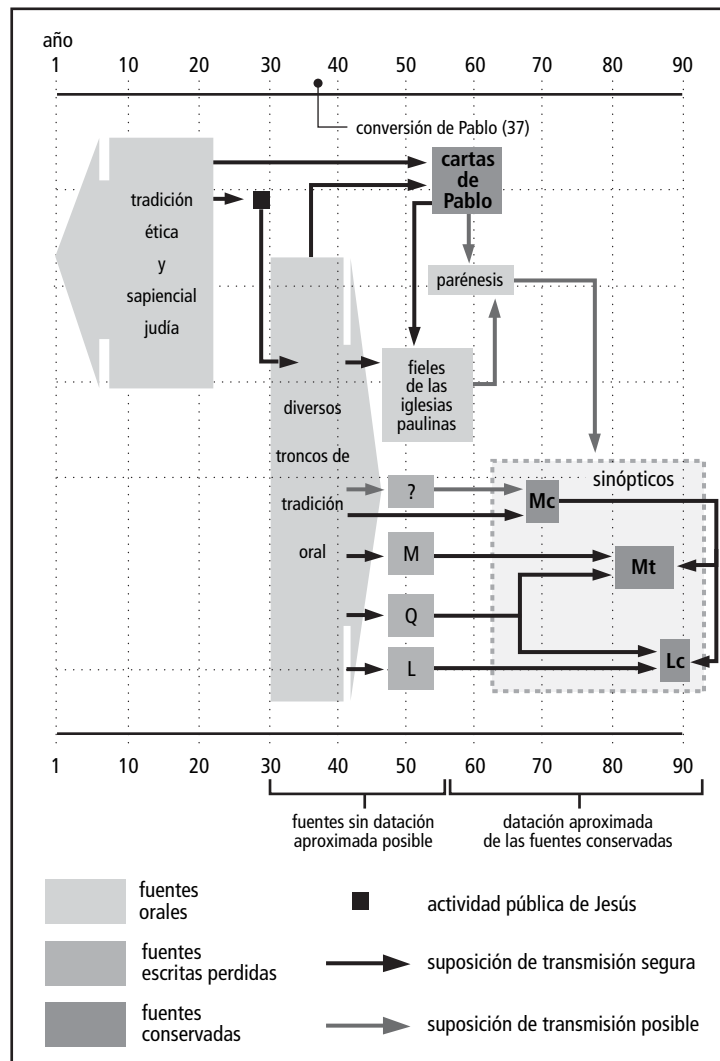 año
1 10 20 30 40 50 60 70 80 90
conversión de Pablo (37)
cartas
de
Pablo
tradición
ética
y
sapiencial
judía
parénesis
fieles
de las
iglesias
paulinas
diversos
troncos de
tradición
oral
sinópticos
?
Mc
M
Mt
Q
L
Lc
1 10 20 30 40 50 60 70 80 90
fuentes sin datación
aproximada posible
datación aproximada
de las fuentes conservadas
fuentes
orales
actividad pública de Jesús
fuentes
escritas perdidas
suposición de transmisión segura
fuentes
conservadas
suposición de transmisión posible